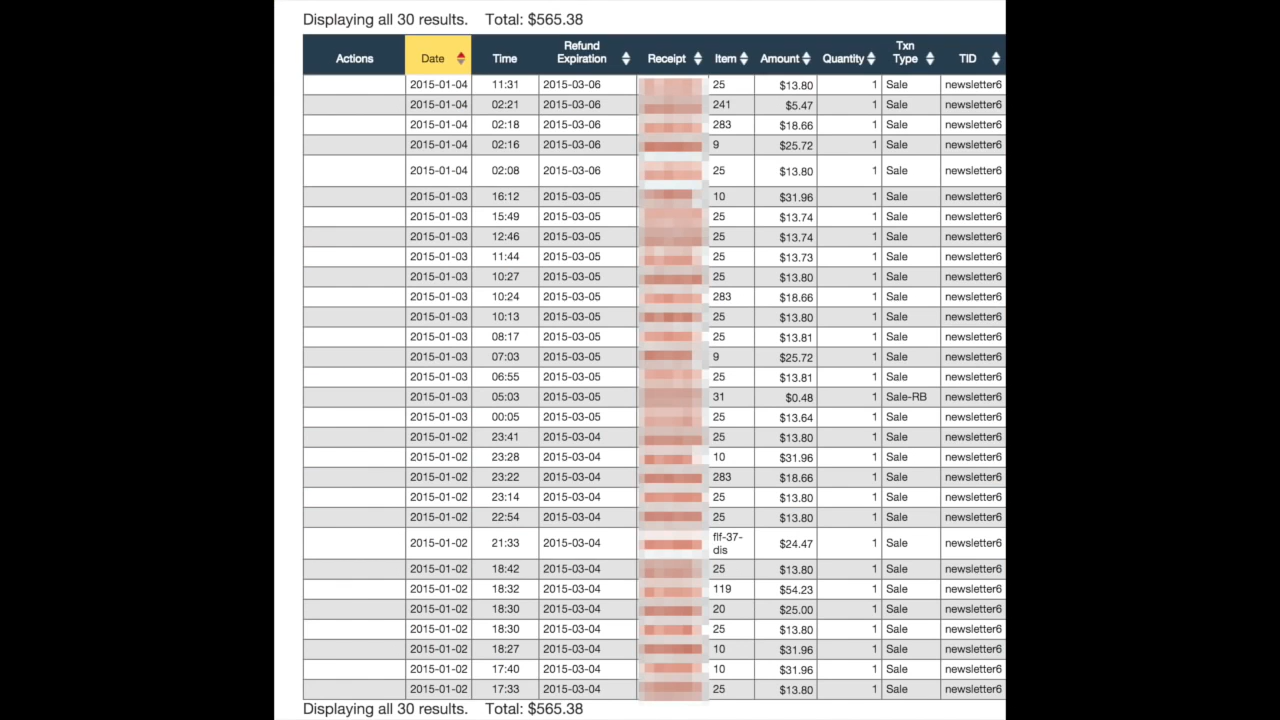 Displaying all 30 results. Total: $565.38
Actions Date Time Refund Expiration Receipt Item Amount Quantity Txn Type TID
2015-01-04 11:31 2015-03-06 25 $13.80 1 Sale newsletter6
2015-01-04 02:21 2015-03-06 241 $5.47 1 Sale newsletter6
2015-01-04 02:18 2015-03-06 283 $18.66 1 Sale newsletter6
2015-01-04 02:16 2015-03-06 9 $25.72 1 Sale newsletter6
2015-01-04 02:08 2015-03-06 25 $13.80 1 Sale newsletter6
2015-01-03 16:12 2015-03-05 10 $31.96 1 Sale newsletter6
2015-01-03 15:49 2015-03-05 25 $13.74 1 Sale newsletter6
2015-01-03 12:46 2015-03-05 25 $13.74 1 Sale newsletter6
2015-01-03 11:44 2015-03-05 25 $13.73 1 Sale newsletter6
2015-01-03 10:27 2015-03-05 25 $13.80 1 Sale newsletter6
2015-01-03 10:24 2015-03-05 283 $18.66 1 Sale newsletter6
2015-01-03 10:13 2015-03-05 25 $13.80 1 Sale newsletter6
2015-01-03 08:17 2015-03-05 25 $13.81 1 Sale newsletter6
2015-01-03 07:03 2015-03-05 9 $25.72 1 Sale newsletter6
2015-01-03 06:55 2015-03-05 25 $13.81 1 Sale newsletter6
2015-01-03 05:03 2015-03-05 31 $0.48 1 Sale-RB newsletter6
2015-01-03 00:05 2015-03-05 25 $13.64 1 Sale newsletter6
2015-01-02 23:41 2015-03-04 25 $13.80 1 Sale newsletter6
2015-01-02 23:28 2015-03-04 10 $31.96 1 Sale newsletter6
2015-01-02 23:22 2015-03-04 283 $18.66 1 Sale newsletter6
2015-01-02 23:14 2015-03-04 25 $13.80 1 Sale newsletter6
2015-01-02 22:54 2015-03-04 25 $13.80 1 Sale newsletter6
2015-01-02 21:33 2015-03-04 flf-37-dis $24.47 1 Sale newsletter6
2015-01-02 18:42 2015-03-04 25 $13.80 1 Sale newsletter6
2015-01-02 18:32 2015-03-04 119 $54.23 1 Sale newsletter6
2015-01-02 18:30 2015-03-04 20 $25.00 1 Sale newsletter6
2015-01-02 18:30 2015-03-04 25 $13.80 1 Sale newsletter6
2015-01-02 18:27 2015-03-04 10 $31.96 1 Sale newsletter6
2015-01-02 17:40 2015-03-04 10 $31.96 1 Sale newsletter6
2015-01-02 17:33 2015-03-04 25 $13.80 1 Sale newsletter6
Displaying all 30 results. Total: $565.38